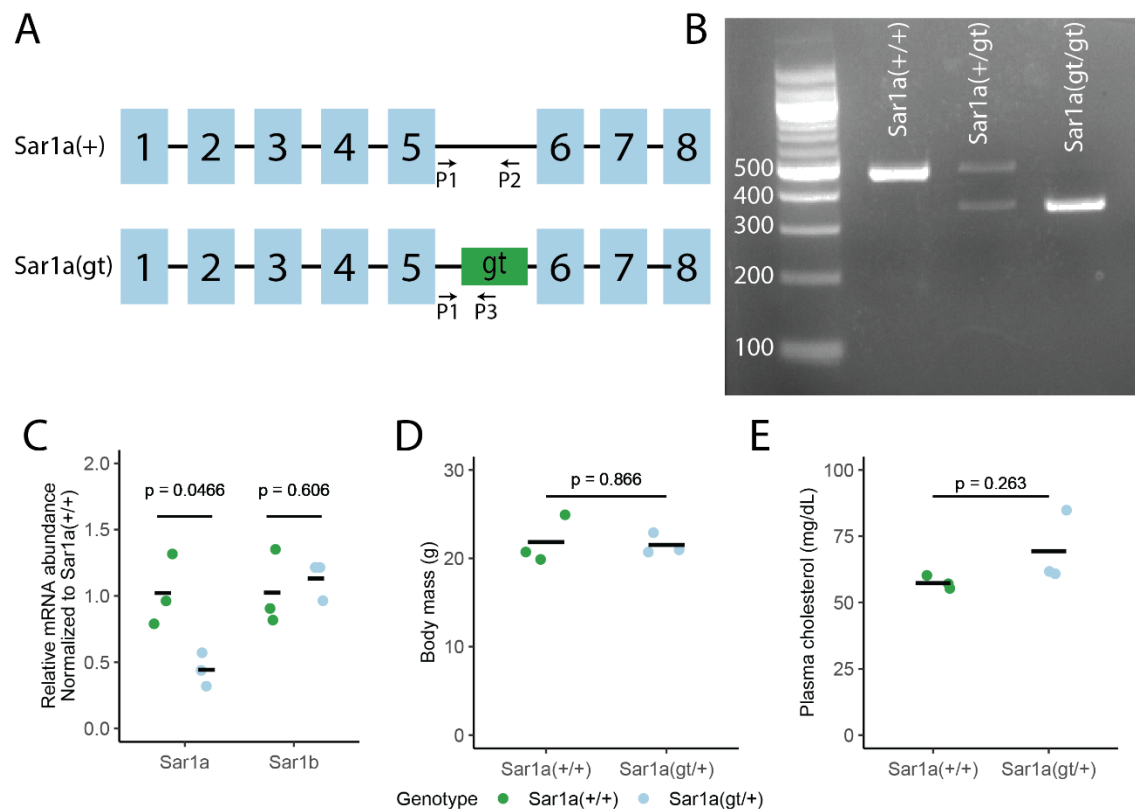 A
Sar1a(+)
1 2 3 4 5 6 7 8
P1 P2
Sar1a(gt)
1 2 3 4 5 gt 6 7 8
P1 P3
B
Sar1a(+/+)
Sar1a(+/gt)
Sar1a(gt/gt)
500
400
300
200
100
C
Relative mRNA abundance
Normalized to Sar1a(+/+)
2.0
1.5
1.0
0.5
0.0
p = 0.0466
p = 0.606
Sar1a
Sar1b
D
Body mass (g)
30
20
10
0
p = 0.866
Sar1a(+/+)
Sar1a(gt/+)
E
Plasma cholesterol (mg/dL)
100
75
50
25
0
p = 0.263
Sar1a(+/+)
Sar1a(gt/+)
Genotype Sar1a(+/+) Sar1a(gt/+)